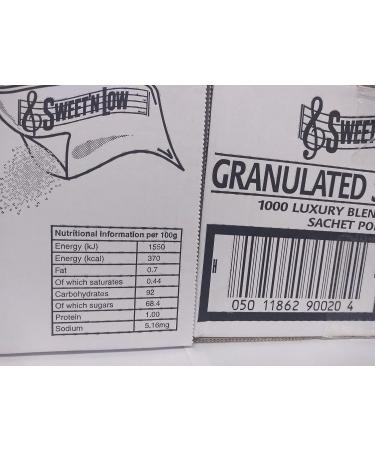 SWEET'N LOW
Nutritional Information per 100g
Energy (kJ) 1550
Energy (kcal) 370
Fat 0.7
Of which saturates 0.44
Carbohydrates 92
Of which sugars 68.4
Protein 1.00
Sodium 5.16mg
SWEET'N
GRANULATED
1000 LUXURY BLEN
SACHET PO
050 11862 90020 4